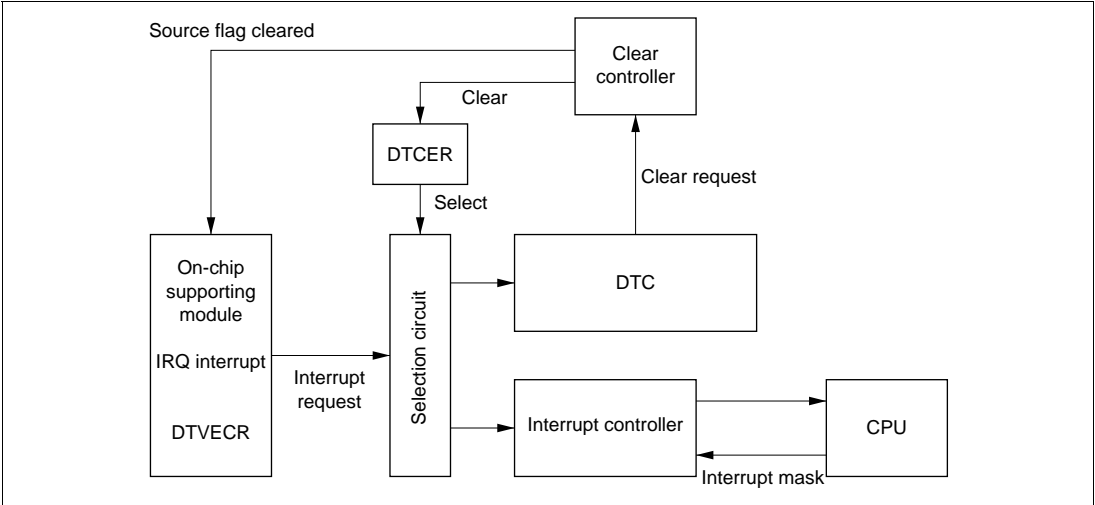 Source flag cleared
Clear
controller
Clear
DTCER
Clear request
Select
On-chip
supporting
module
IRQ interrupt
DTVECR
Interrupt
request
Selection circuit
DTC
Interrupt controller
CPU
Interrupt mask